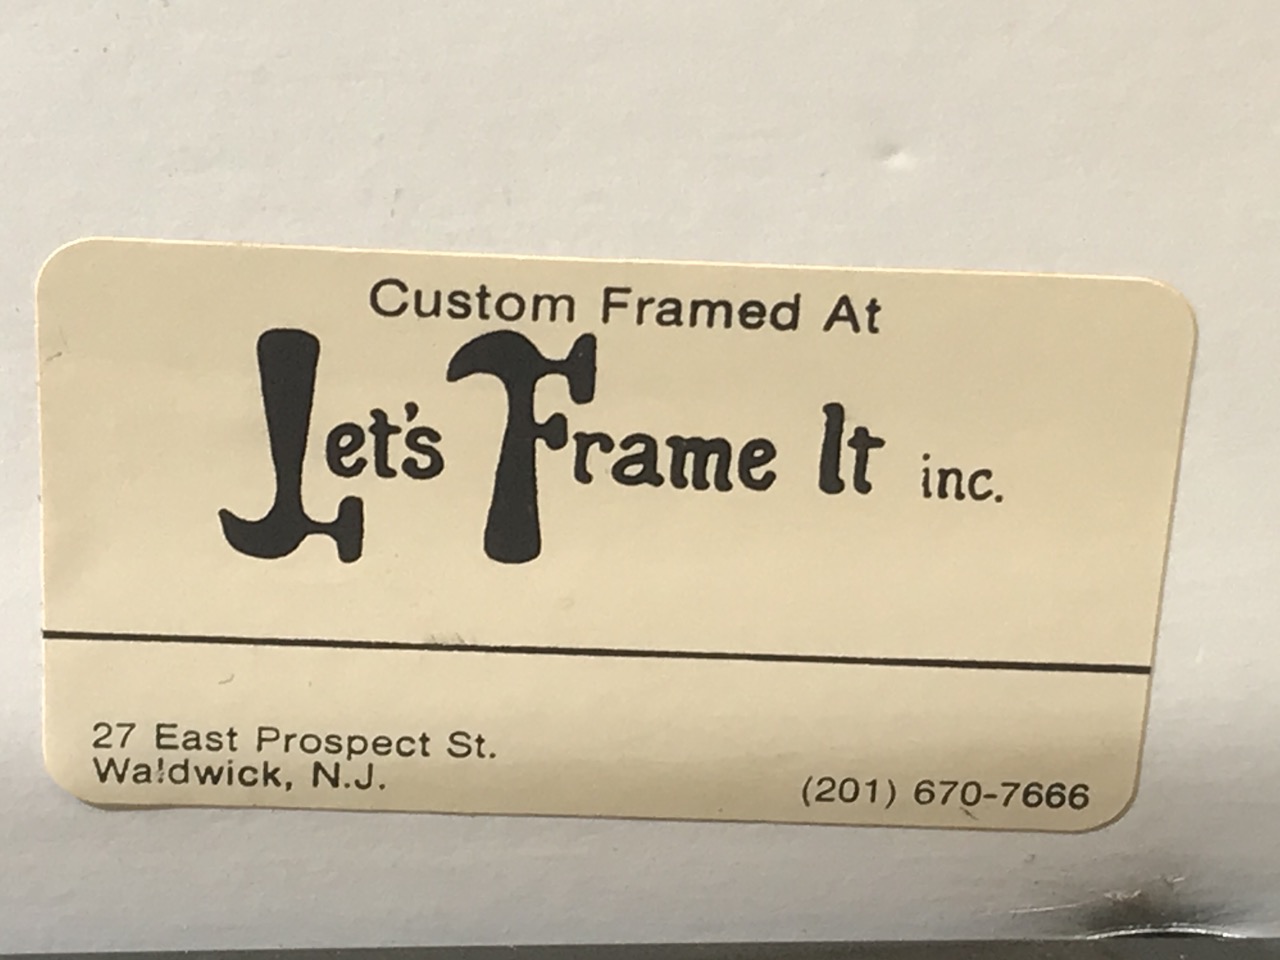 Custom Framed At
Let's Frame It inc.
27 East Prospect St.
Waldwick, N.J.
(201) 670-7666